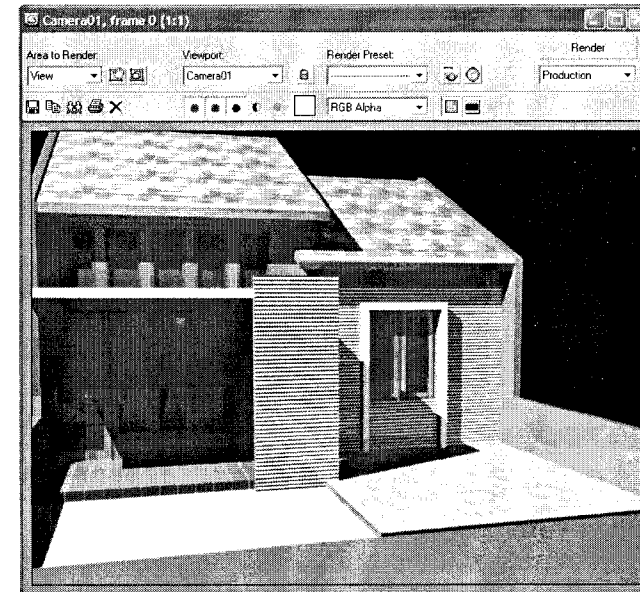 Camera01, frame 0 (1:1)
Area to Render:
Viewport:
Render Preset:
Render
View
Camera01
Production
RGB Alpha